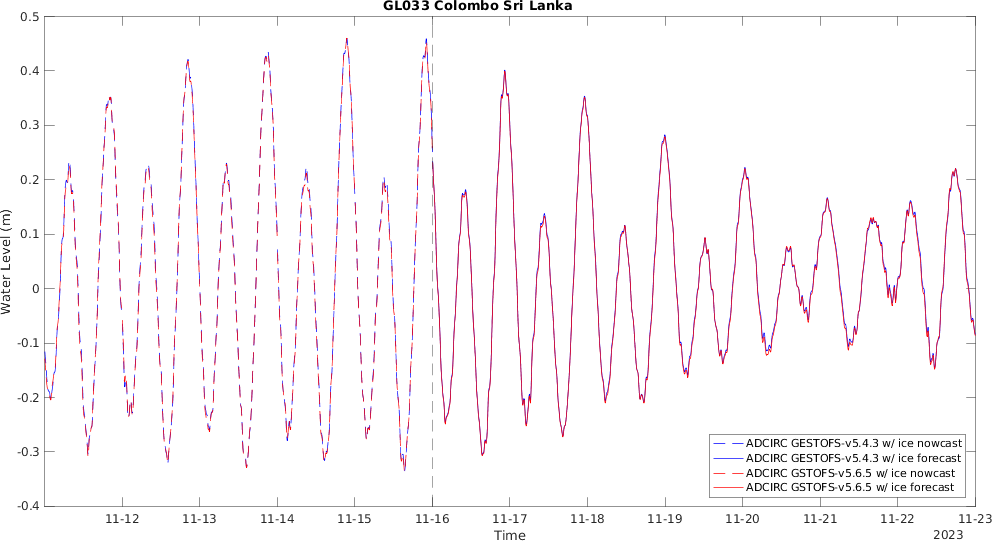 GL033 Colombo Sri Lanka
0.5
0.4
0.3
0.2
0.1
0
-0.1
-0.2
-0.3
-0.4
Water Level (m)
ADCIRC GESTOFS-v5.4.3 w/ ice nowcast
ADCIRC GESTOFS-v5.4.3 w/ ice forecast
ADCIRC GSTOFS-v5.6.5 w/ ice nowcast
ADCIRC GSTOFS-v5.6.5 w/ ice forecast
11-12 11-13 11-14 11-15 11-16 11-17 11-18 11-19 11-20 11-21 11-22 11-23
Time
2023